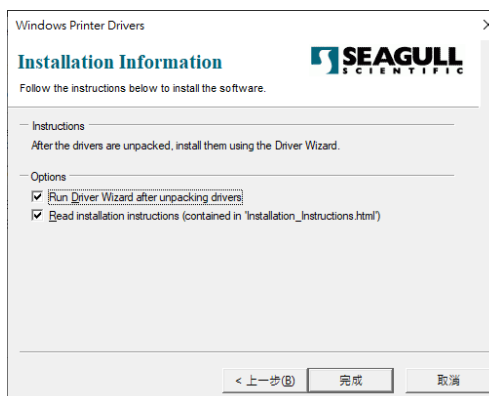 Windows Printer Drivers
Installation Information
SEAGULL
SCIENTIFIC
Follow the instructions below to install the software.
Instructions
After the drivers are unpacked, install them using the Driver Wizard.
Options
Run Driver Wizard after unpacking drivers
Read installation instructions (contained in 'Installation_Instructions.html')
< 上一步(B)
完成
取消